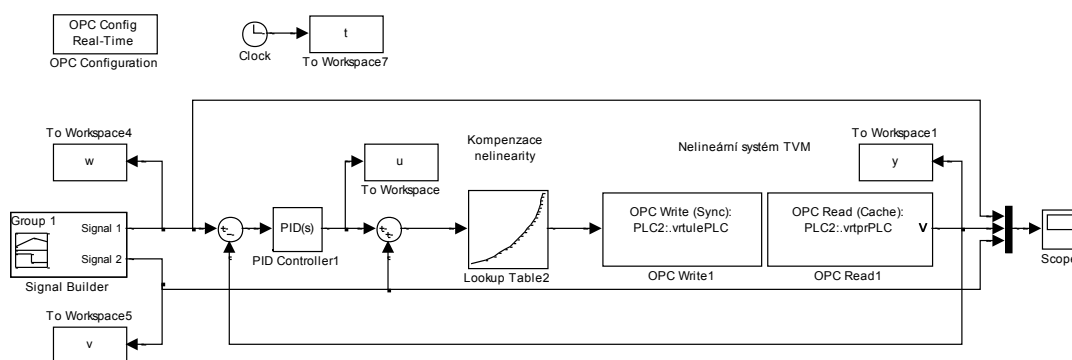 OPC Config
Real-Time
OPC Configuration
Clock
t
To Workspace7
To Workspace4
w
Kompenzace
nelinearity
Nelineární systém TVM
To Workspace1
y
u
To Workspace
Group 1
Signal 1
Signal 2
Signal Builder
PID(s)
PID Controller1
Lookup Table2
OPC Write (Sync):
PLC2:.vrtulePLC
OPC Write1
OPC Read (Cache):
PLC2:.vrtprPLC
V
OPC Read1
Scope
To Workspace5
v